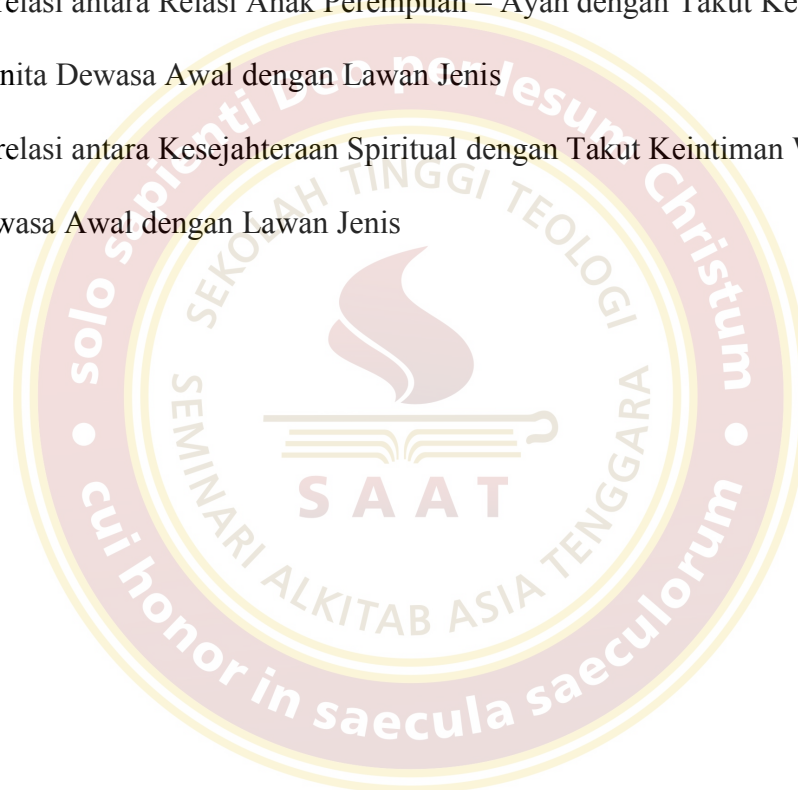 relasi antara Relasi Anak Perempuan – Ayah dengan Takut Ke
nita Dewasa Awal dengan Lawan Jenis
relasi antara Kesejahteraan Spiritual dengan Takut Keintiman
wasa Awal dengan Lawan Jenis
solo sapienti Deo per Iesum Christum
cui honor in saecula saeculorum
SEKOLAH TINGGI TEOLOGI
SEMINARI ALKITAB ASIA TENGGARA
SAAT